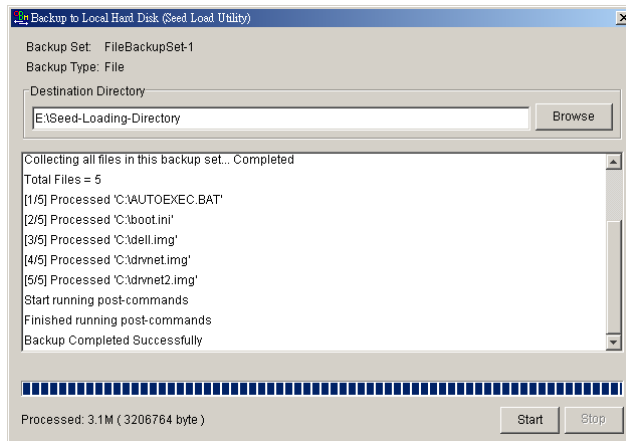 Backup to Local Hard Disk (Seed Load Utility)
Backup Set: FileBackupSet-1
Backup Type: File
Destination Directory
E:\Seed-Loading-Directory
Browse
Collecting all files in this backup set... Completed
Total Files = 5
[1/5] Processed 'C:\AUTOEXEC.BAT'
[2/5] Processed 'C:\boot.ini'
[3/5] Processed 'C:\dell.img'
[4/5] Processed 'C:\drvnet.img'
[5/5] Processed 'C:\drvnet2.img'
Start running post-commands
Finished running post-commands
Backup Completed Successfully
Processed: 3.1M ( 3206764 byte )
Start
Stop